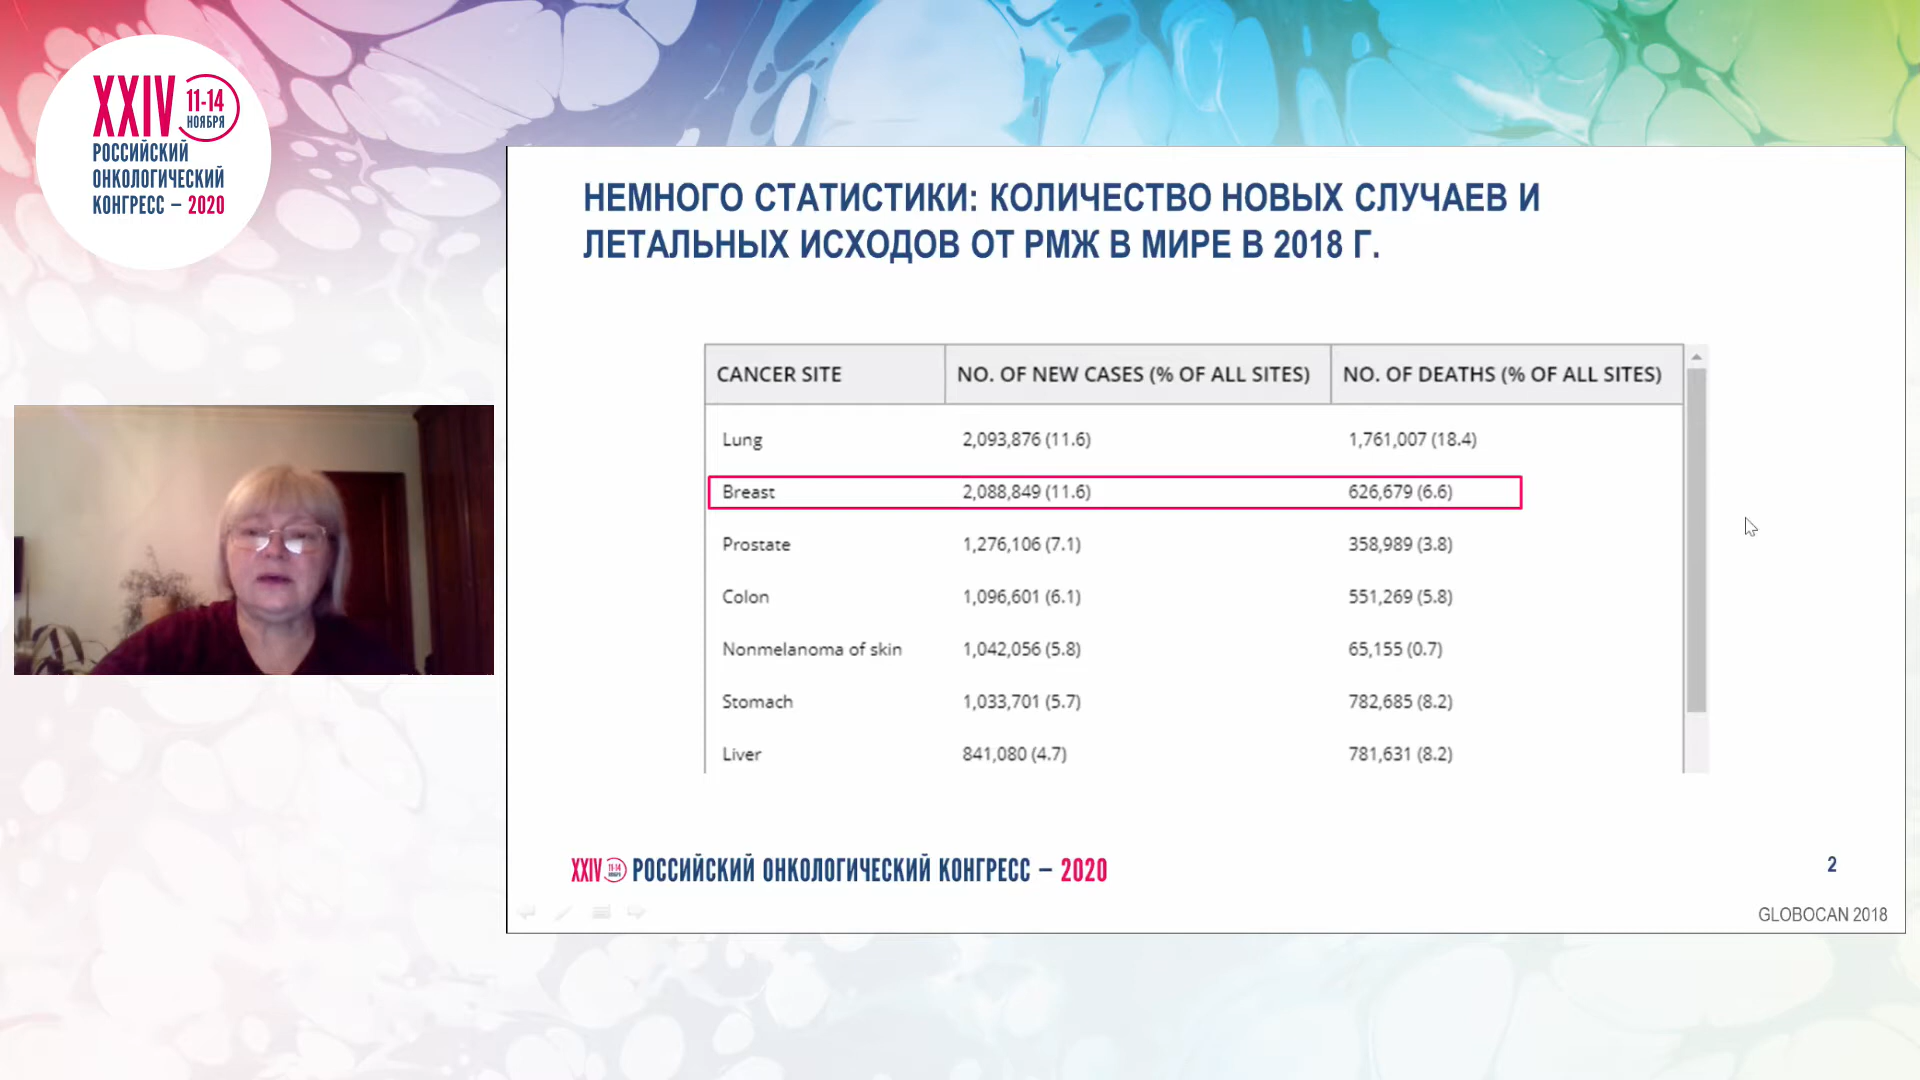 XXIV 11-14 НОЯБРЯ
РОССИЙСКИЙ
ОНКОЛОГИЧЕСКИЙ
КОНГРЕСС – 2020
НЕМНОГО СТАТИСТИКИ: КОЛИЧЕСТВО НОВЫХ СЛУЧАЕВ И
ЛЕТАЛЬНЫХ ИСХОДОВ ОТ РМЖ В МИРЕ В 2018 Г.
CANCER SITE NO. OF NEW CASES (% OF ALL SITES) NO. OF DEATHS (% OF ALL SITES)
Lung 2,093,876 (11.6) 1,761,007 (18.4)
Breast 2,088,849 (11.6) 626,679 (6.6)
Prostate 1,276,106 (7.1) 358,989 (3.8)
Colon 1,096,601 (6.1) 551,269 (5.8)
Nonmelanoma of skin 1,042,056 (5.8) 65,155 (0.7)
Stomach 1,033,701 (5.7) 782,685 (8.2)
Liver 841,080 (4.7) 781,631 (8.2)
XXIV 11-14 НОЯБРЯ РОССИЙСКИЙ ОНКОЛОГИЧЕСКИЙ КОНГРЕСС – 2020
2
GLOBOCAN 2018